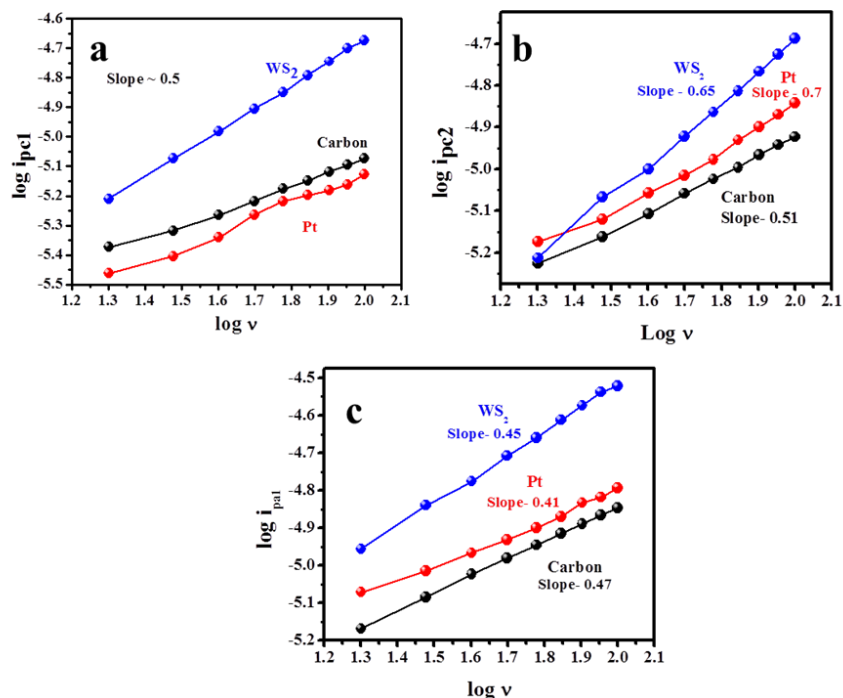 a
Slope ~ 0.5
WS2
Carbon
Pt
log ipc1
-4.6
-4.7
-4.8
-4.9
-5.0
-5.1
-5.2
-5.3
-5.4
-5.5
1.2 1.3 1.4 1.5 1.6 1.7 1.8 1.9 2.0 2.1
log ν
b
WS2
Slope - 0.65
Pt
Slope - 0.7
Carbon
Slope- 0.51
log ipc2
-4.7
-4.8
-5.0
-5.1
-5.2
1.2 1.3 1.4 1.5 1.6 1.7 1.8 1.9 2.0 2.1
Log ν
c
WS2
Slope- 0.45
Pt
Slope- 0.41
Carbon
Slope- 0.47
log ipa1
-4.5
-4.6
-4.7
-4.8
-4.9
-5.0
-5.1
-5.2
1.2 1.3 1.4 1.5 1.6 1.7 1.8 1.9 2.0 2.1
log ν